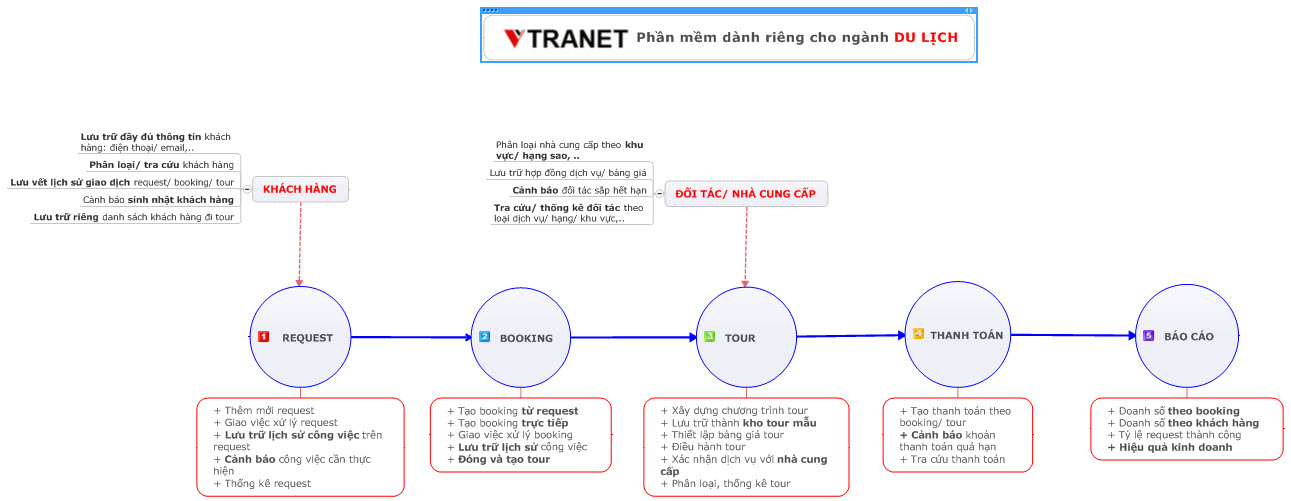 VTRANET Phần mềm dành riêng cho ngành DU LỊCH
Lưu trữ đầy đủ thông tin khách
hàng: điện thoại/ email,..
Phân loại/ tra cứu khách hàng
Lưu vết lịch sử giao dịch request/ booking/ tour
Cảnh báo sinh nhật khách hàng
Lưu trữ riêng danh sách khách hàng đi tour
KHÁCH HÀNG
Phân loại nhà cung cấp theo khu
vực/ hạng sao, ..
Lưu trữ hợp đồng dịch vụ/ bảng giá
Cảnh báo đối tác sắp hết hạn
Tra cứu/ thống kê đối tác theo
loại dịch vụ/ hạng/ khu vực,..
ĐỐI TÁC/ NHÀ CUNG CẤP
1 REQUEST
2 BOOKING
3 TOUR
4 THANH TOÁN
5 BÁO CÁO
+ Thêm mới request
+ Giao việc xử lý request
+ Lưu trữ lịch sử công việc trên
request
+ Cảnh báo công việc cần thực
hiện
+ Thống kê request
+ Tạo booking từ request
+ Tạo booking trực tiếp
+ Giao việc xử lý booking
+ Lưu trữ lịch sử công việc
+ Đóng và tạo tour
+ Xây dựng chương trình tour
+ Lưu trữ thành kho tour mẫu
+ Thiết lập bảng giá tour
+ Điều hành tour
+ Xác nhận dịch vụ với nhà cung
cấp
+ Phân loại, thống kê tour
+ Tạo thanh toán theo
booking/ tour
+ Cảnh báo khoản
thanh toán quá hạn
+ Tra cứu thanh toán
+ Doanh số theo booking
+ Doanh số theo khách hàng
+ Tỷ lệ request thành công
+ Hiệu quả kinh doanh